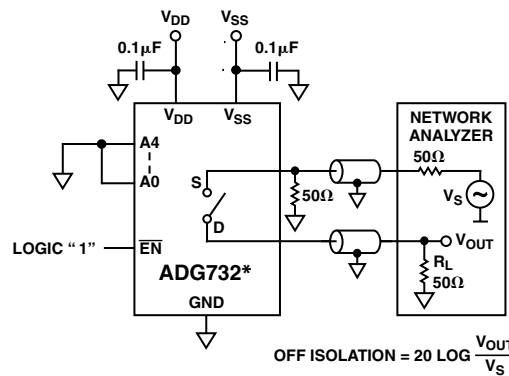 VDD
VSS
0.1μF
0.1μF
VDD
VSS
NETWORK
ANALYZER
A4
A0
S
D
50Ω
50Ω
VS
LOGIC “ 1”
EN
VOUT
RL
50Ω
ADG732*
GND
OFF ISOLATION = 20 LOG VOUT
VS